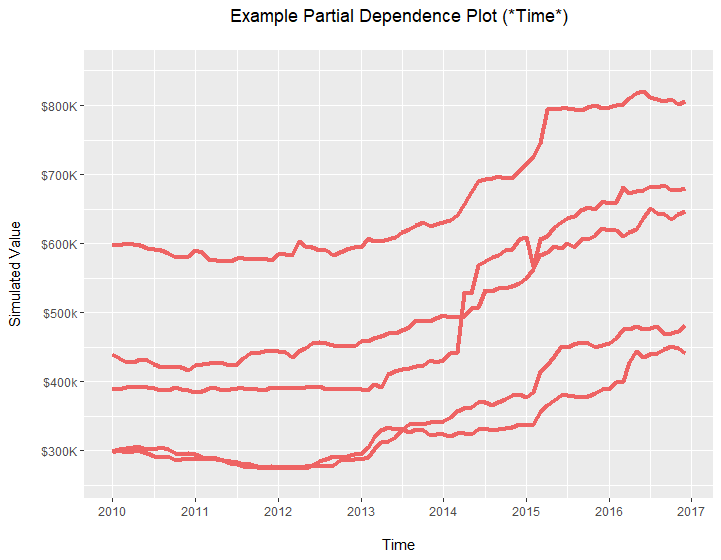 Example Partial Dependence Plot (*Time*)
$800K
$700K
$600K
$500k
$400k
$300K
Simulated Value
2010 2011 2012 2013 2014 2015 2016 2017
Time